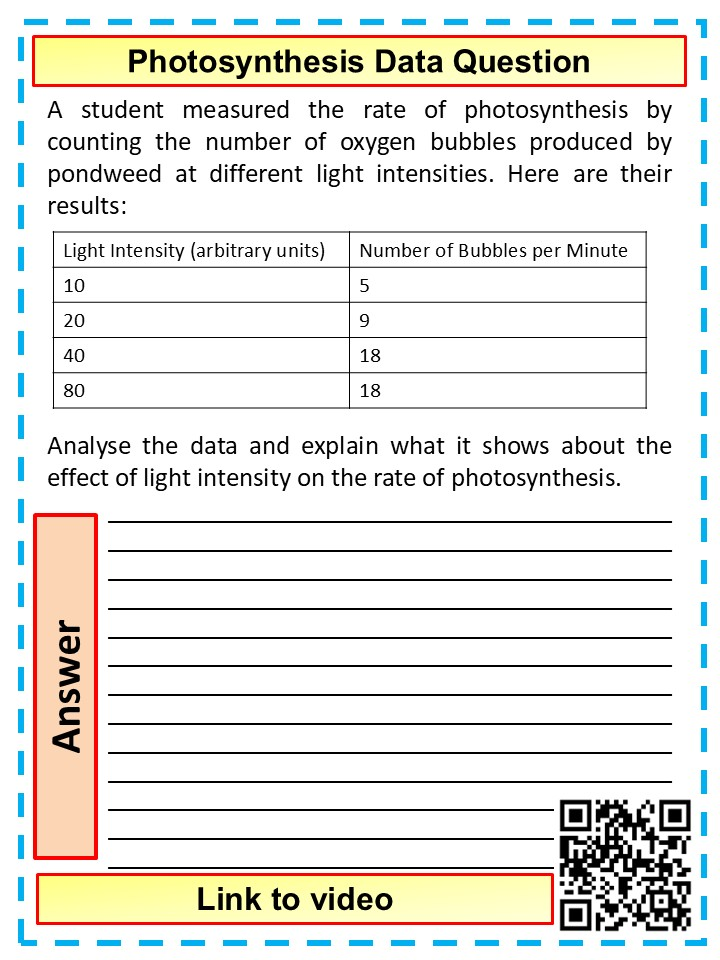 Photosynthesis Data Question
A student measured the rate of photosynthesis by
counting the number of oxygen bubbles produced by
pondweed at different light intensities. Here are their
results:
Light Intensity (arbitrary units) Number of Bubbles per Minute
10 5
20 9
40 18
80 18
Analyse the data and explain what it shows about the
effect of light intensity on the rate of photosynthesis.
Answer
Link to video